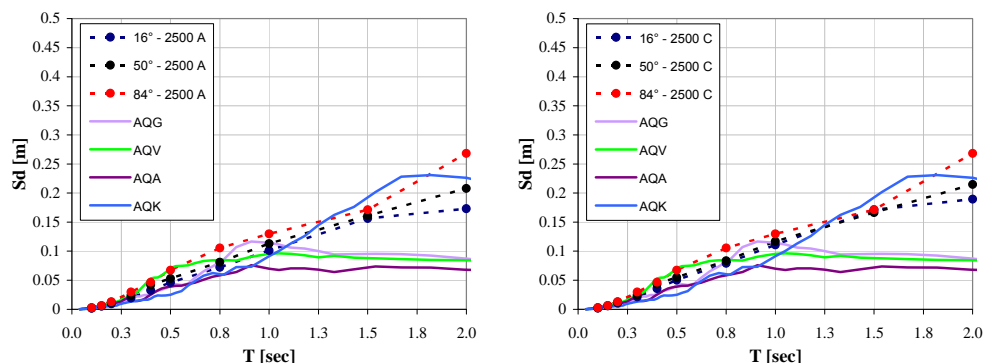 0.5
0.45
0.4
0.35
0.3
0.25
0.2
0.15
0.1
0.05
0
Sd [m]
16° - 2500 A
50° - 2500 A
84° - 2500 A
AQG
AQV
AQA
AQK
0.0 0.3 0.5 0.8 1.0 1.3 1.5 1.8 2.0
T [sec]
0.5
0.45
0.4
0.35
0.3
0.25
0.2
0.15
0.1
0.05
0
Sd [m]
16° - 2500 C
50° - 2500 C
84° - 2500 C
AQG
AQV
AQA
AQK
0.0 0.3 0.5 0.8 1.0 1.3 1.5 1.8 2.0
T [sec]